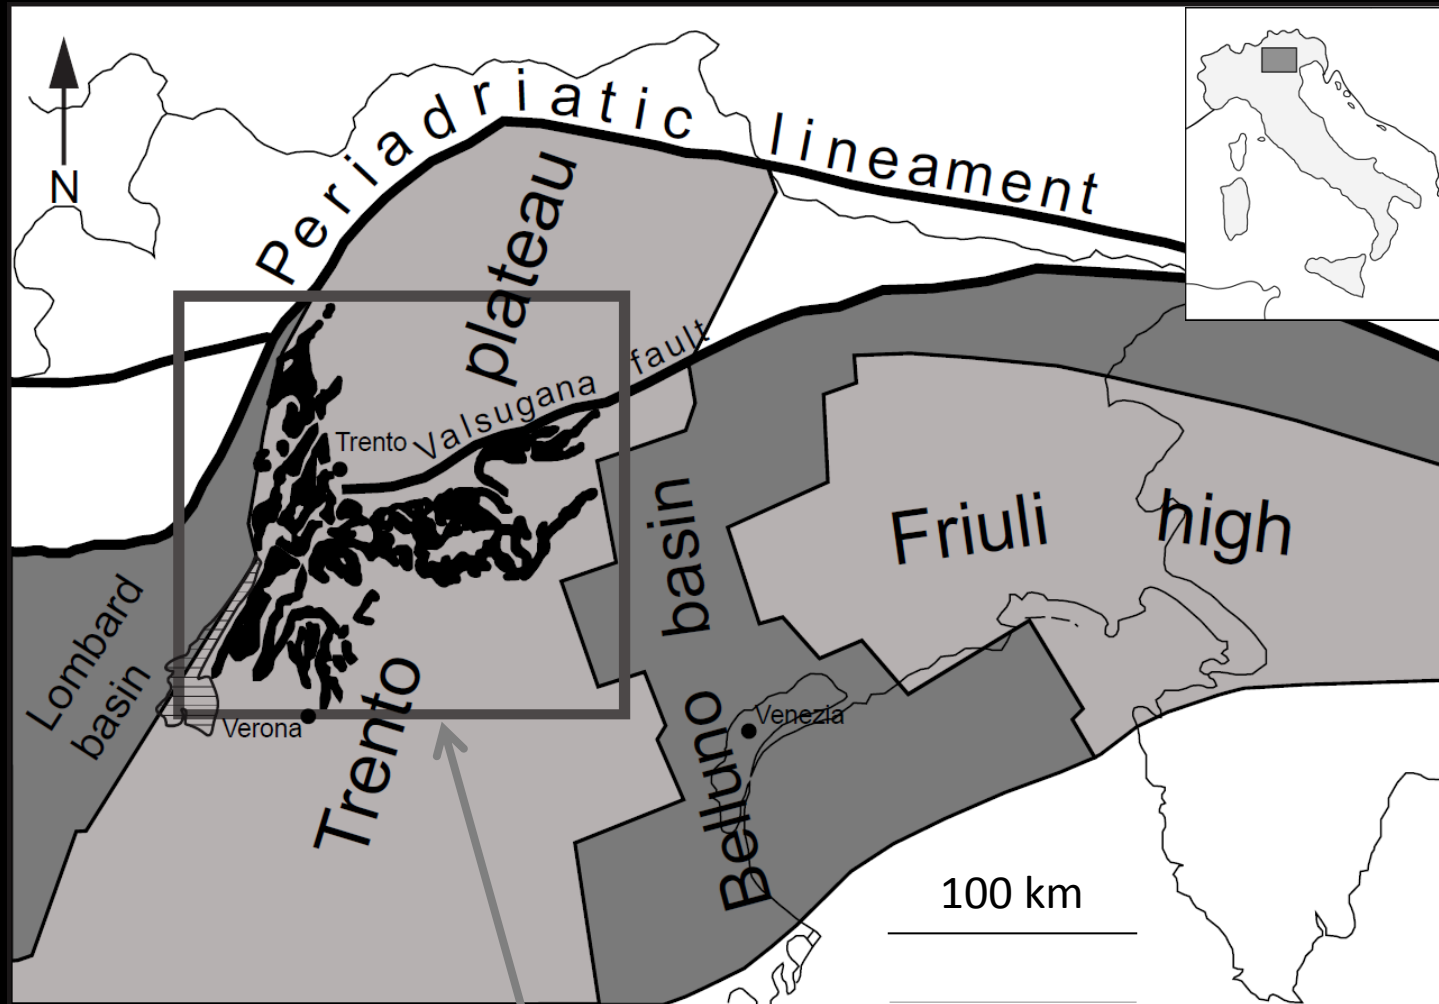 N
Periadriatic lineament
Trento plateau
Valsugana fault
Trento
Lombard
basin
Verona
Belluno basin
Venezia
Friuli high
100 km